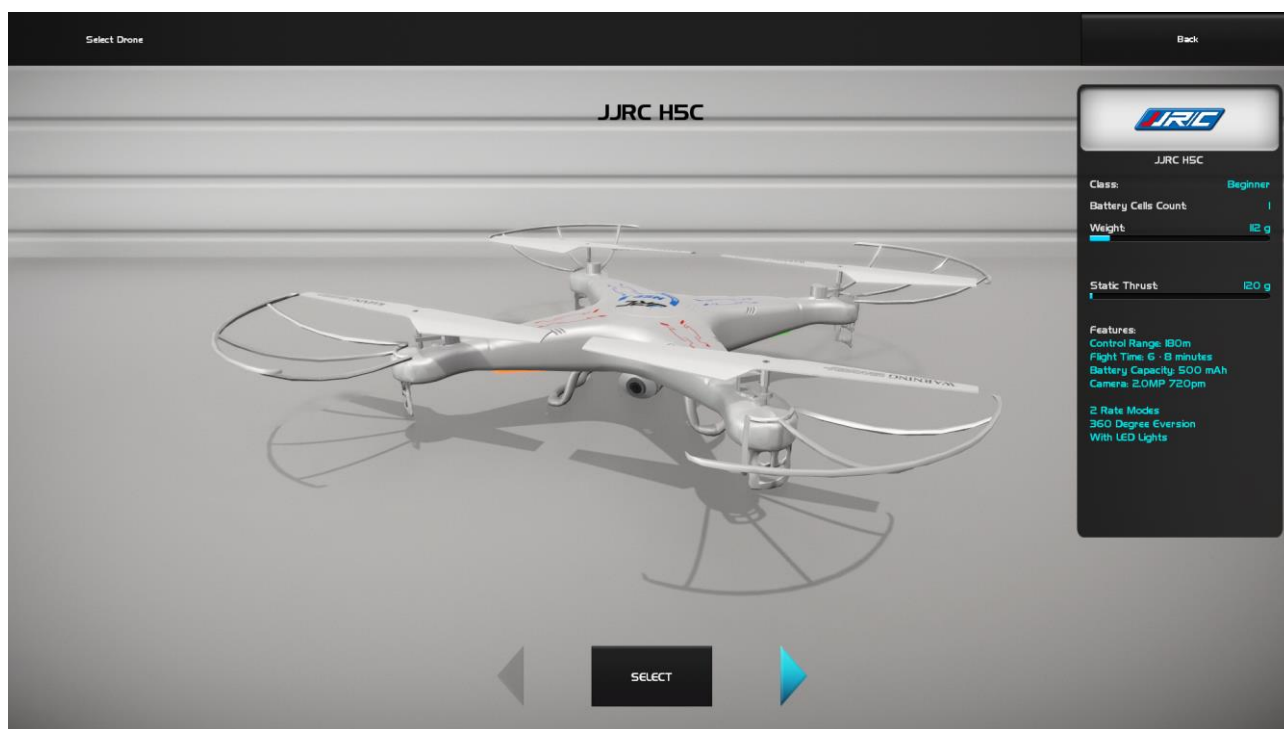 Select Drone
Back
JJRC H5C
JJR/C
JJRC H5C
Class: Beginner
Battery Cells Count: 1
Weight: 112 g
Static Thrust: 120 g
Features:
Control Range: 180m
Flight Time: 6 - 8 minutes
Battery Capacity: 500 mAh
Camera: 2.0MP 720pm
2 Rate Modes
360 Degree Eversion
With LED Lights
WARNING
SELECT